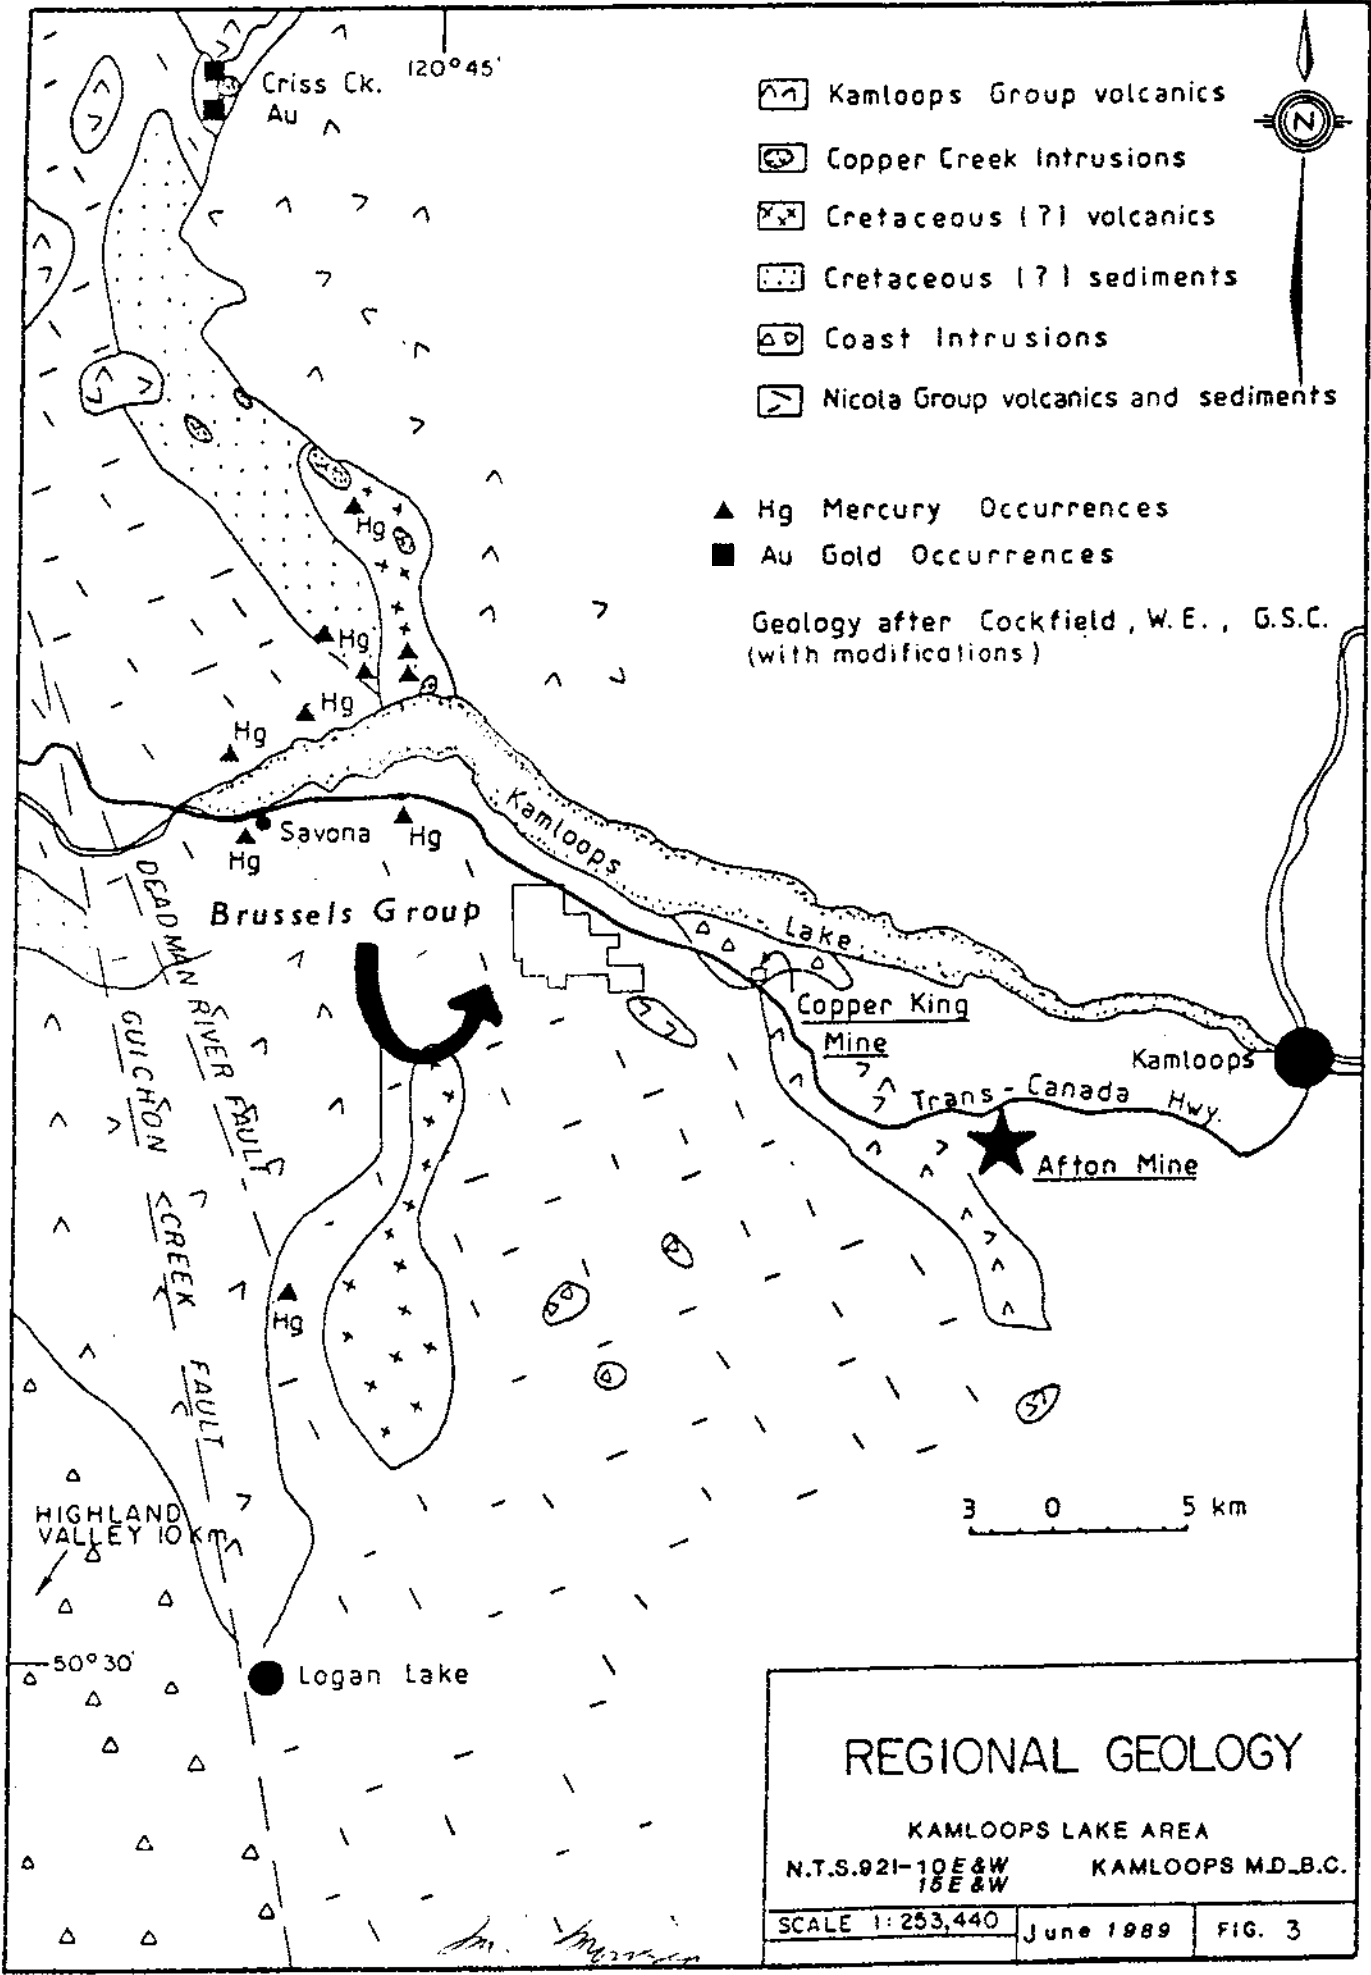 120°45'
Criss Ck.
Au
Kamloops Group volcanics
Copper Creek Intrusions
Cretaceous (?) volcanics
Cretaceous (?) sediments
Coast Intrusions
Nicola Group volcanics and sediments
N
Hg Mercury Occurrences
Au Gold Occurrences
Geology after Cockfield, W.E., G.S.C.
(with modifications)
Hg
Hg
Hg
Hg
Savona
Hg
Hg
Kamloops
Lake
Brussels Group
DEADMAN RIVER FAULT
GUICHON CREEK FAULT
Copper King
Mine
Kamloops
Trans-Canada Hwy.
Afton Mine
Hg
HIGHLAND
VALLEY 10 Km
3 0 5 km
50°30'
Logan Lake
REGIONAL GEOLOGY
KAMLOOPS LAKE AREA
N.T.S.92I-10E&W
15E&W
KAMLOOPS M.D._B.C.
SCALE 1:253,440
June 1989
FIG. 3